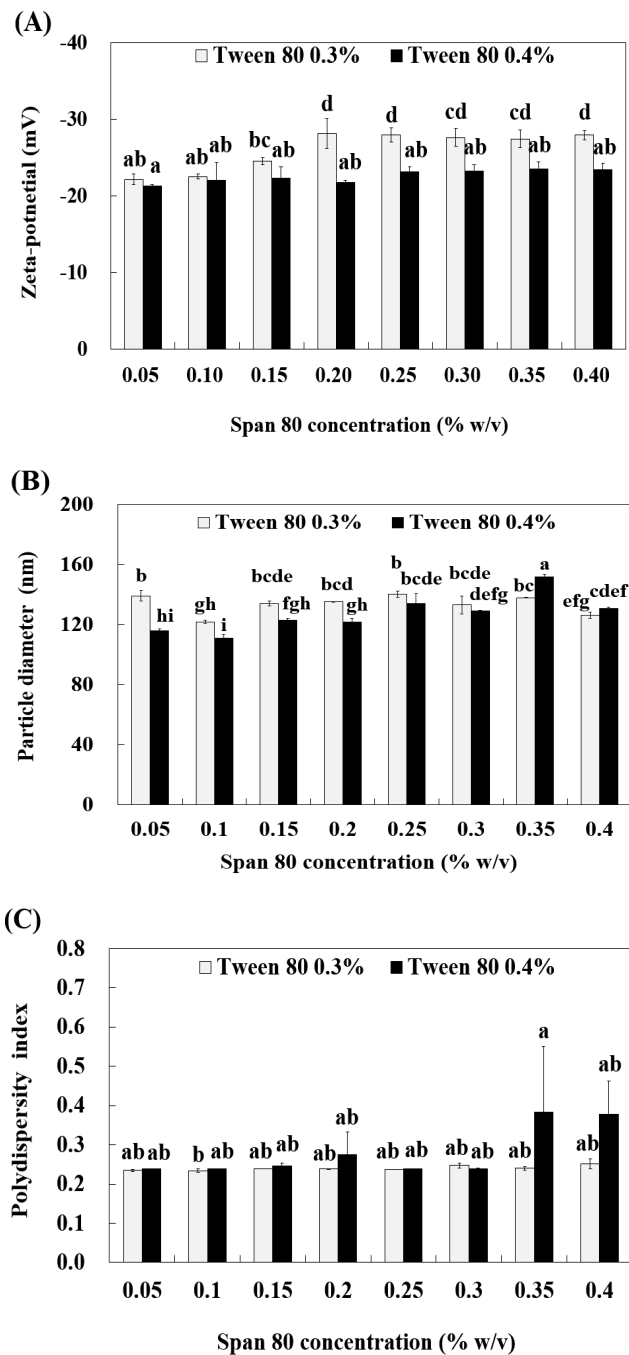 (A)
-40
Tween 80 0.3% Tween 80 0.4%
d d cd cd d
-30
bc
ab a ab ab ab ab ab ab ab ab
-20
-10
0
Zeta-potnetial (mV)
0.05 0.10 0.15 0.20 0.25 0.30 0.35 0.40
Span 80 concentration (% w/v)
(B)
200
Tween 80 0.3% Tween 80 0.4%
160
b hi gh i bcde fgh bcd gh b bcde bcde defg bc a efg cdef
120
80
40
0
Particle diameter (nm)
0.05 0.1 0.15 0.2 0.25 0.3 0.35 0.4
Span 80 concentration (% w/v)
(C)
0.8
Tween 80 0.3% Tween 80 0.4%
0.7
0.6
0.5
0.4
0.3
ab ab b ab ab ab ab ab ab ab ab ab ab a ab ab
0.2
0.1
0.0
Polydispersity index
0.05 0.1 0.15 0.2 0.25 0.3 0.35 0.4
Span 80 concentration (% w/v)